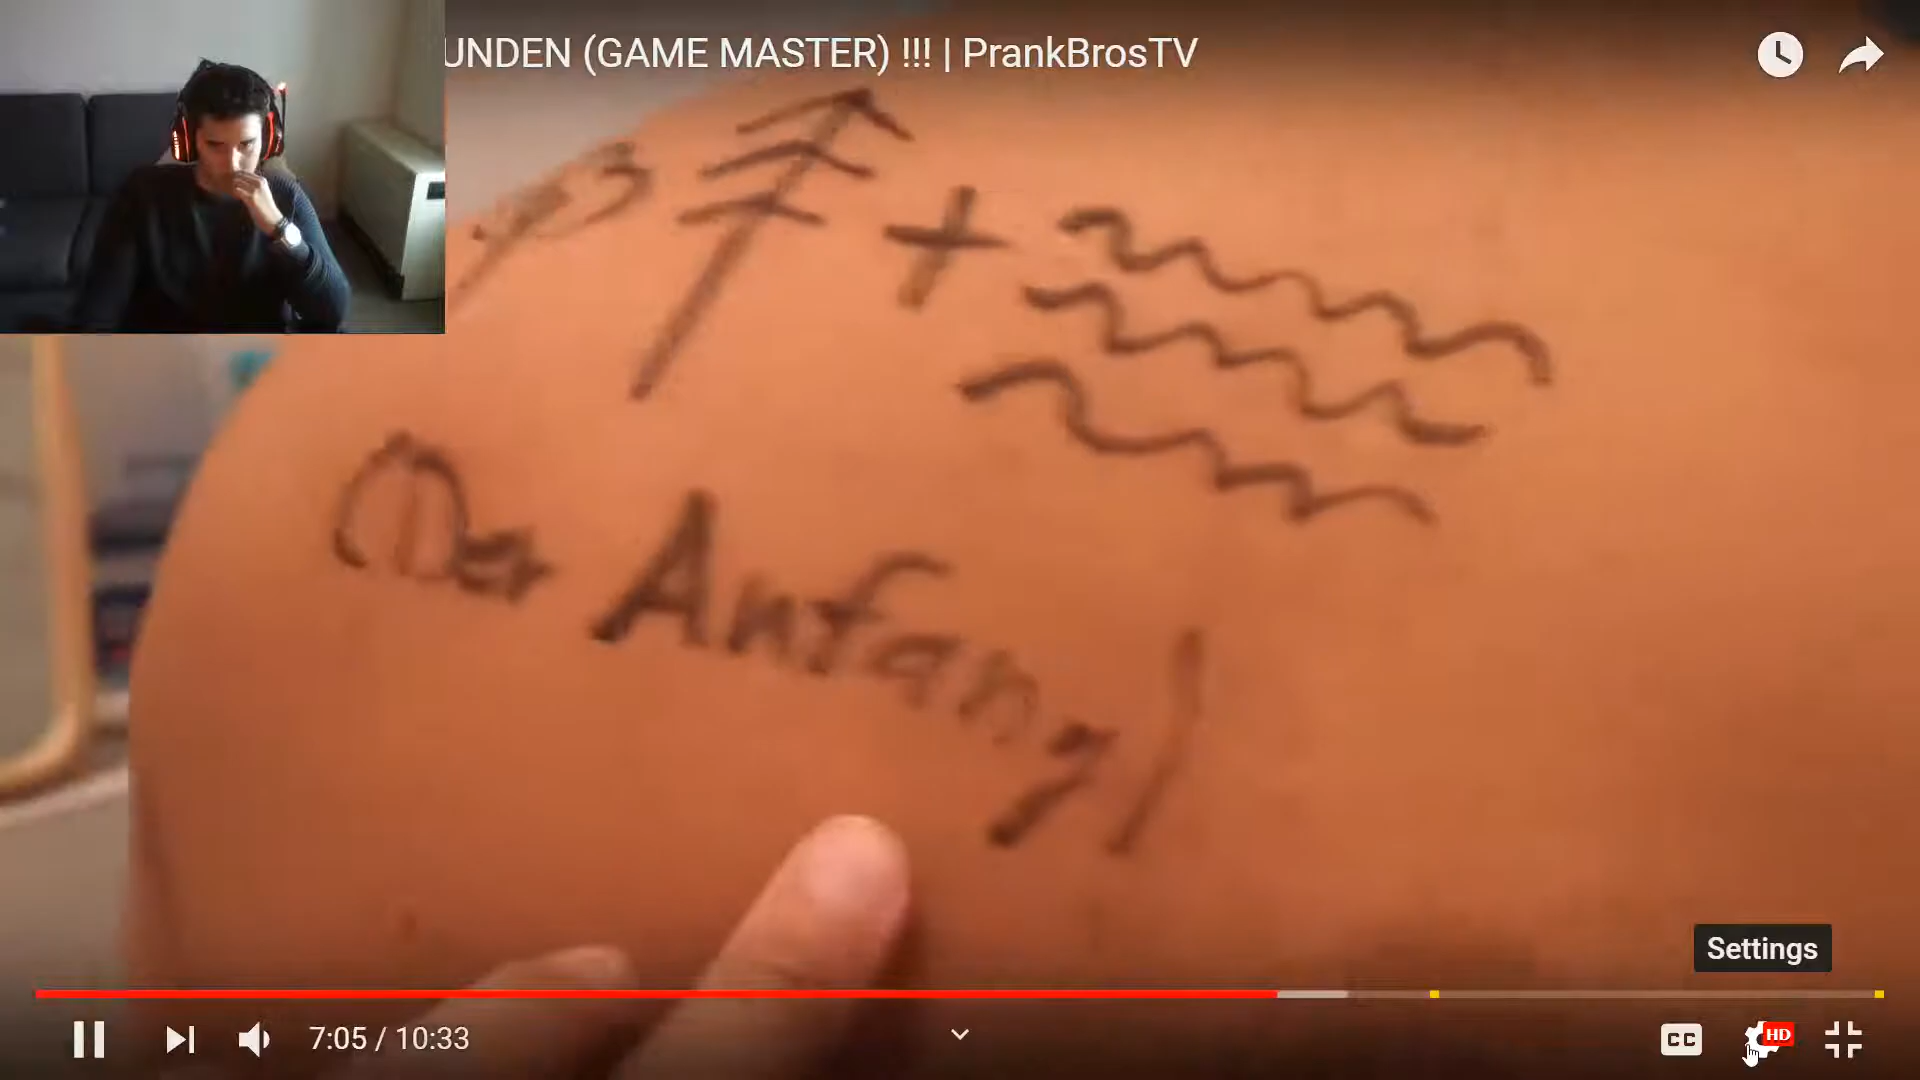 UNDEN (GAME MASTER) !!! | PrankBrosTV
+
Der Anfang!
Settings
7:05 / 10:33
CC
HD